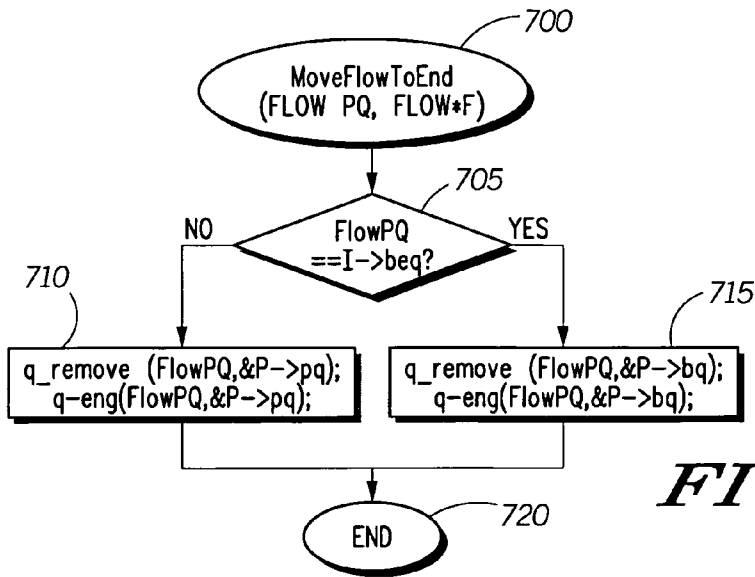 700
MoveFlowToEnd
(FLOW PQ, FLOW*F)
705
NO
FlowPQ
==I->beq?
YES
710
q_remove (FlowPQ,&P->pq);
q-eng(FlowPQ,&P->pq);
715
q_remove (FlowPQ,&P->bq);
q-eng(FlowPQ,&P->bq);
FI
END
720